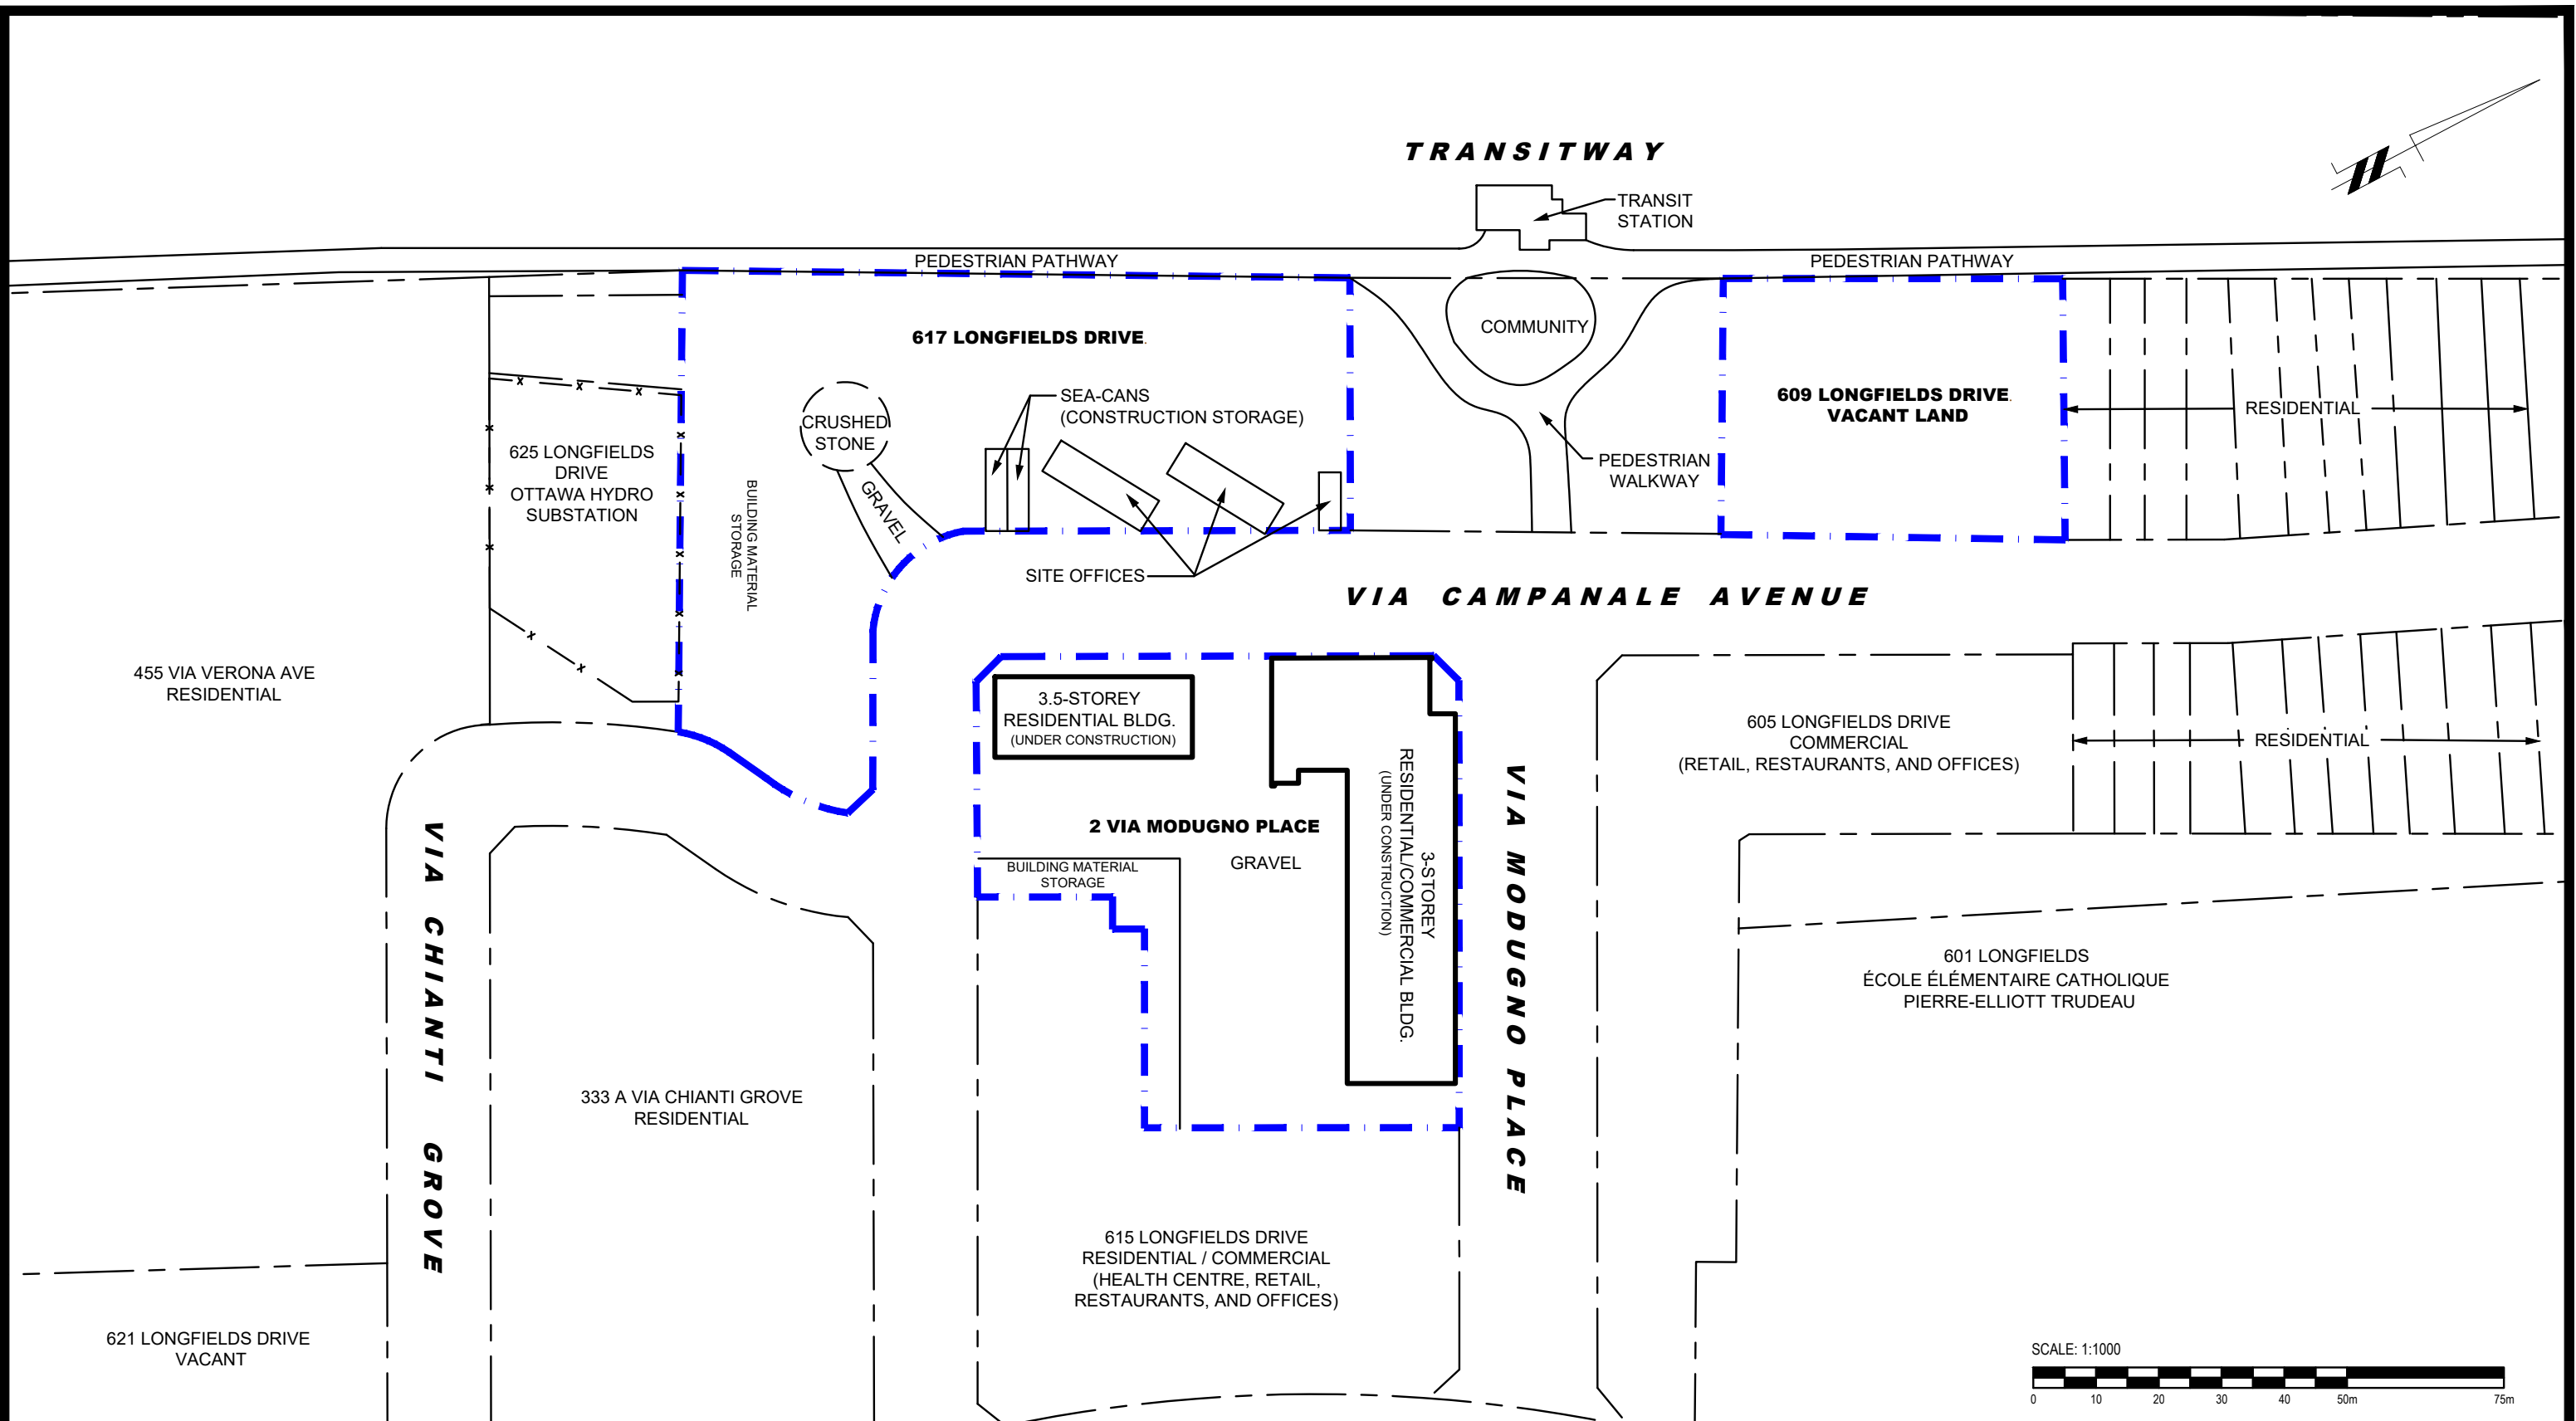 TRANSITWAY
TRANSIT
STATION
PEDESTRIAN PATHWAY
PEDESTRIAN PATHWAY
COMMUNITY
617 LONGFIELDS DRIVE
609 LONGFIELDS DRIVE
VACANT LAND
RESIDENTIAL
SEA-CANS
(CONSTRUCTION STORAGE)
CRUSHED
STONE
GRAVEL
625 LONGFIELDS
DRIVE
OTTAWA HYDRO
SUBSTATION
BUILDING MATERIAL
STORAGE
PEDESTRIAN
WALKWAY
SITE OFFICES
VIA CAMPANALE AVENUE
455 VIA VERONA AVE
RESIDENTIAL
3.5-STOREY
RESIDENTIAL BLDG.
(UNDER CONSTRUCTION)
3-STOREY
RESIDENTIAL/COMMERCIAL BLDG.
(UNDER CONSTRUCTION)
605 LONGFIELDS DRIVE
COMMERCIAL
(RETAIL, RESTAURANTS, AND OFFICES)
RESIDENTIAL
2 VIA MODUGNO PLACE
GRAVEL
BUILDING MATERIAL
STORAGE
VIA CHIANTI GROVE
VIA MODUGNO PLACE
601 LONGFIELDS
ÉCOLE ÉLÉMENTAIRE CATHOLIQUE
PIERRE-ELLIOTT TRUDEAU
333 A VIA CHIANTI GROVE
RESIDENTIAL
615 LONGFIELDS DRIVE
RESIDENTIAL / COMMERCIAL
(HEALTH CENTRE, RETAIL,
RESTAURANTS, AND OFFICES)
621 LONGFIELDS DRIVE
VACANT
SCALE: 1:1000
0 10 20 30 40 50m 75m